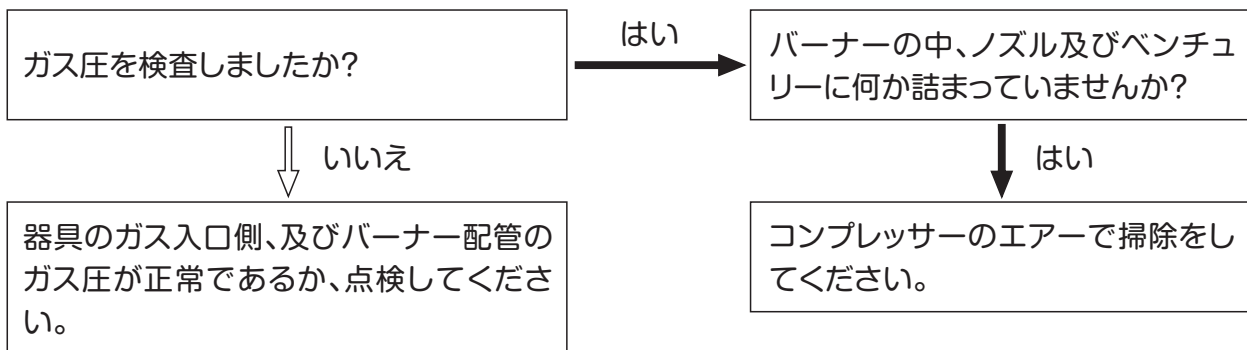 ガス圧を検査しましたか?
はい
バーナーの中、ノズル及びベンチュ
リーに何か詰まっていませんか?
いいえ
はい
器具のガス入口側、及びバーナー配管の
ガス圧が正常であるか、点検してくださ
い。
コンプレッサーのエアーで掃除をし
てください。